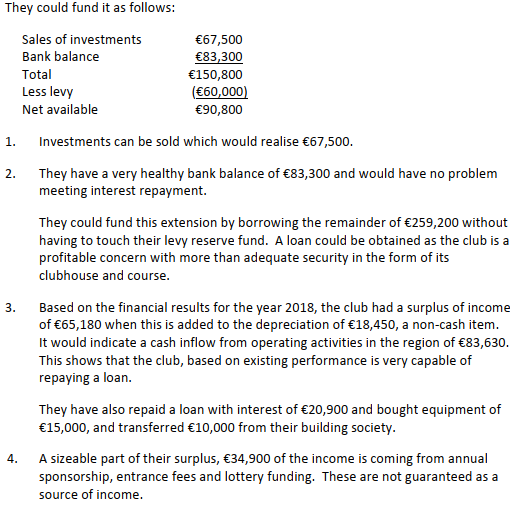 They could fund it as follows:
Sales of investments €67,500
Bank balance €83,300
Total €150,800
Less levy (€60,000)
Net available €90,800
1. Investments can be sold which would realise €67,500.
2. They have a very healthy bank balance of €83,300 and would have no problem
meeting interest repayment.
They could fund this extension by borrowing the remainder of €259,200 without
having to touch their levy reserve fund. A loan could be obtained as the club is a
profitable concern with more than adequate security in the form of its
clubhouse and course.
3. Based on the financial results for the year 2018, the club had a surplus of income
of €65,180 when this is added to the depreciation of €18,450, a non-cash item.
It would indicate a cash inflow from operating activities in the region of €83,630.
This shows that the club, based on existing performance is very capable of
repaying a loan.
They have also repaid a loan with interest of €20,900 and bought equipment of
€15,000, and transferred €10,000 from their building society.
4. A sizeable part of their surplus, €34,900 of the income is coming from annual
sponsorship, entrance fees and lottery funding. These are not guaranteed as a
source of income.